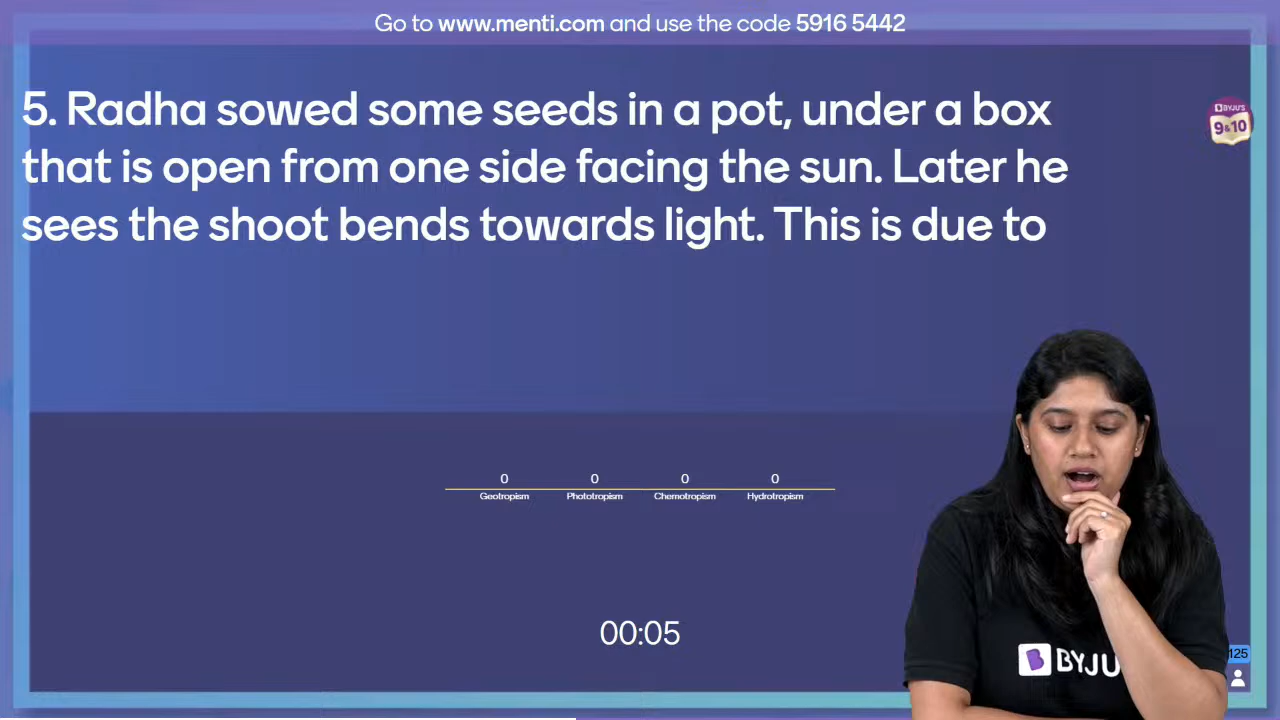 Go to www.menti.com and use the code 5916 5442
5. Radha sowed some seeds in a pot, under a box
that is open from one side facing the sun. Later he
sees the shoot bends towards light. This is due to
BYJU'S
9&10
0 0 0 0
Geotropism Phototropism Chemotropism Hydrotropism
00:05
125
BYJU